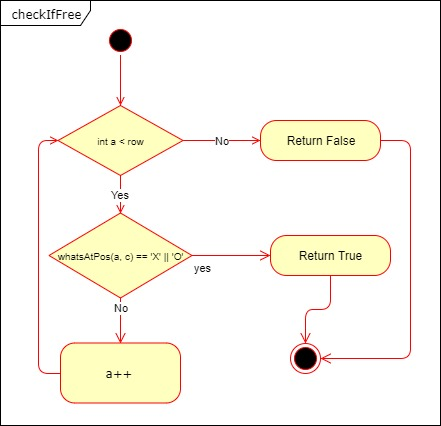 checkIfFree
int a < row
No
Return False
Yes
whatsAtPos(a, c) == 'X' || 'O'
yes
Return True
No
a++